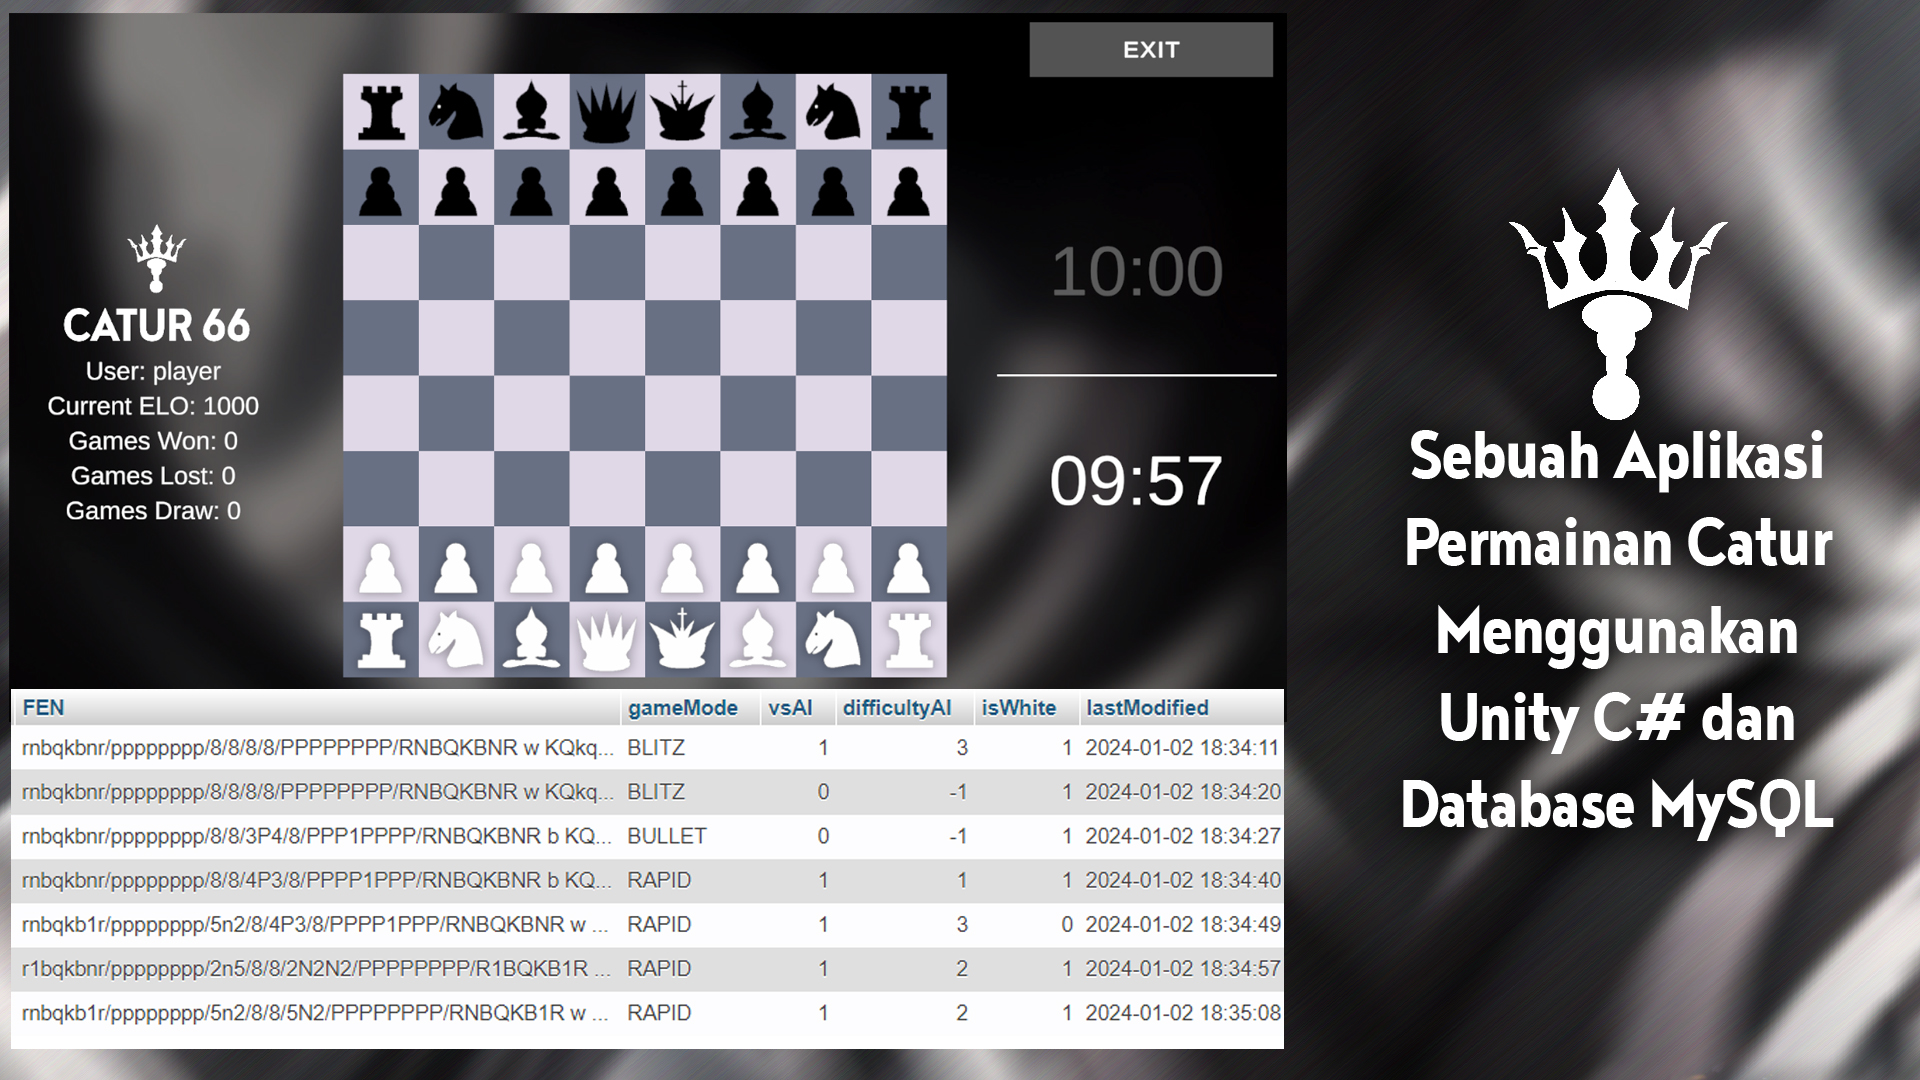 EXIT
10:00
09:57
CATUR 66
User: player
Current ELO: 1000
Games Won: 0
Games Lost: 0
Games Draw: 0
FEN gameMode vsAI difficultyAI isWhite lastModified
rnbqkbnr/pppppppp/8/8/8/8/PPPPPPPP/RNBQKBNR w KQkq... BLITZ 1 3 1 2024-01-02 18:34:11
rnbqkbnr/pppppppp/8/8/8/8/PPPPPPPP/RNBQKBNR w KQkq... BLITZ 0 -1 1 2024-01-02 18:34:20
rnbqkbnr/pppppppp/8/8/3P4/8/PPP1PPPP/RNBQKBNR b KQ... BULLET 0 -1 1 2024-01-02 18:34:27
rnbqkbnr/pppppppp/8/8/4P3/8/PPPP1PPP/RNBQKBNR b KQ... RAPID 1 1 1 2024-01-02 18:34:40
rnbqkb1r/pppppppp/5n2/8/4P3/8/PPPP1PPP/RNBQKBNR w ... RAPID 1 3 0 2024-01-02 18:34:49
r1bqkbnr/pppppppp/2n5/8/8/2N2N2/PPPPPPPP/R1BQKB1R ... RAPID 1 2 1 2024-01-02 18:34:57
rnbqkb1r/pppppppp/5n2/8/8/5N2/PPPPPPPP/RNBQKB1R w ... RAPID 1 2 1 2024-01-02 18:35:08
Sebuah Aplikasi
Permainan Catur
Menggunakan
Unity C# dan
Database MySQL